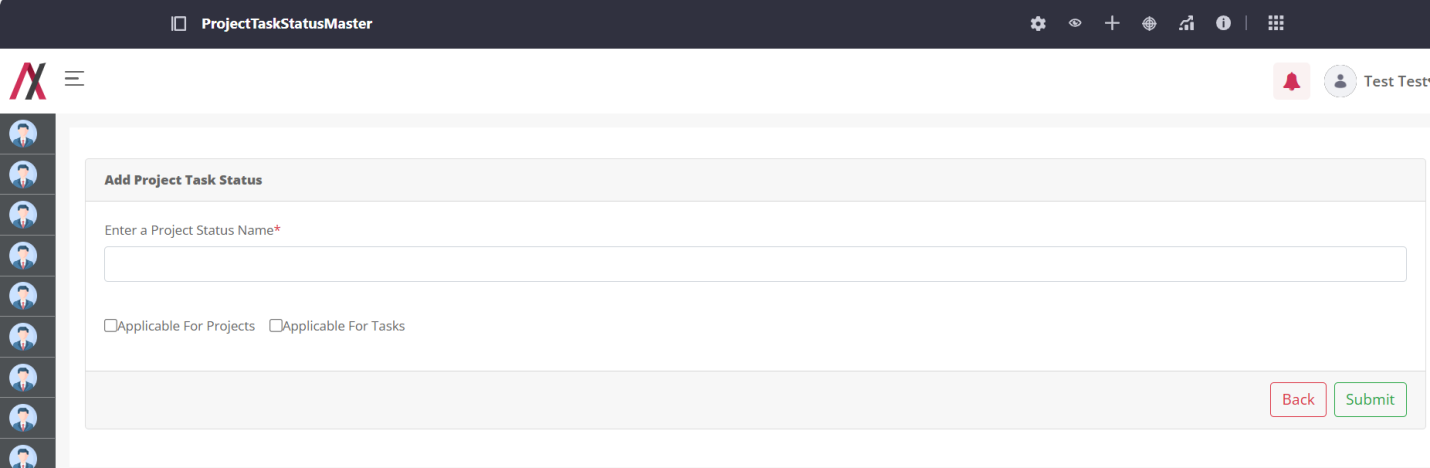 ProjectTaskStatusMaster
Test Test
Add Project Task Status
Enter a Project Status Name*
Applicable For Projects Applicable For Tasks
Back Submit